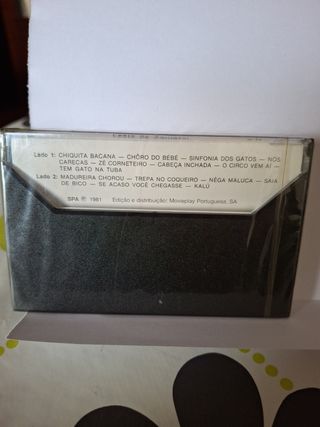 Lado 1: CHIQUITA BACANA — CHÔRO DO BÉBÉ — SINFONIA DOS GATOS — NÓS
CARECAS — ZÉ CORNETEIRO — CABEÇA INCHADA — O CIRCO VEM AÍ —
TEM GATO NA TUBA
Lado 2: MADUREIRA CHOROU — TREPA NO COQUEIRO — NÊGA MALUCA — SAIA
DE BICO — SE ACASO VOCÊ CHEGASSE — KALÚ
SPA ℗ 1981 Edição e distribuição: Movieplay Portuguesa, SA